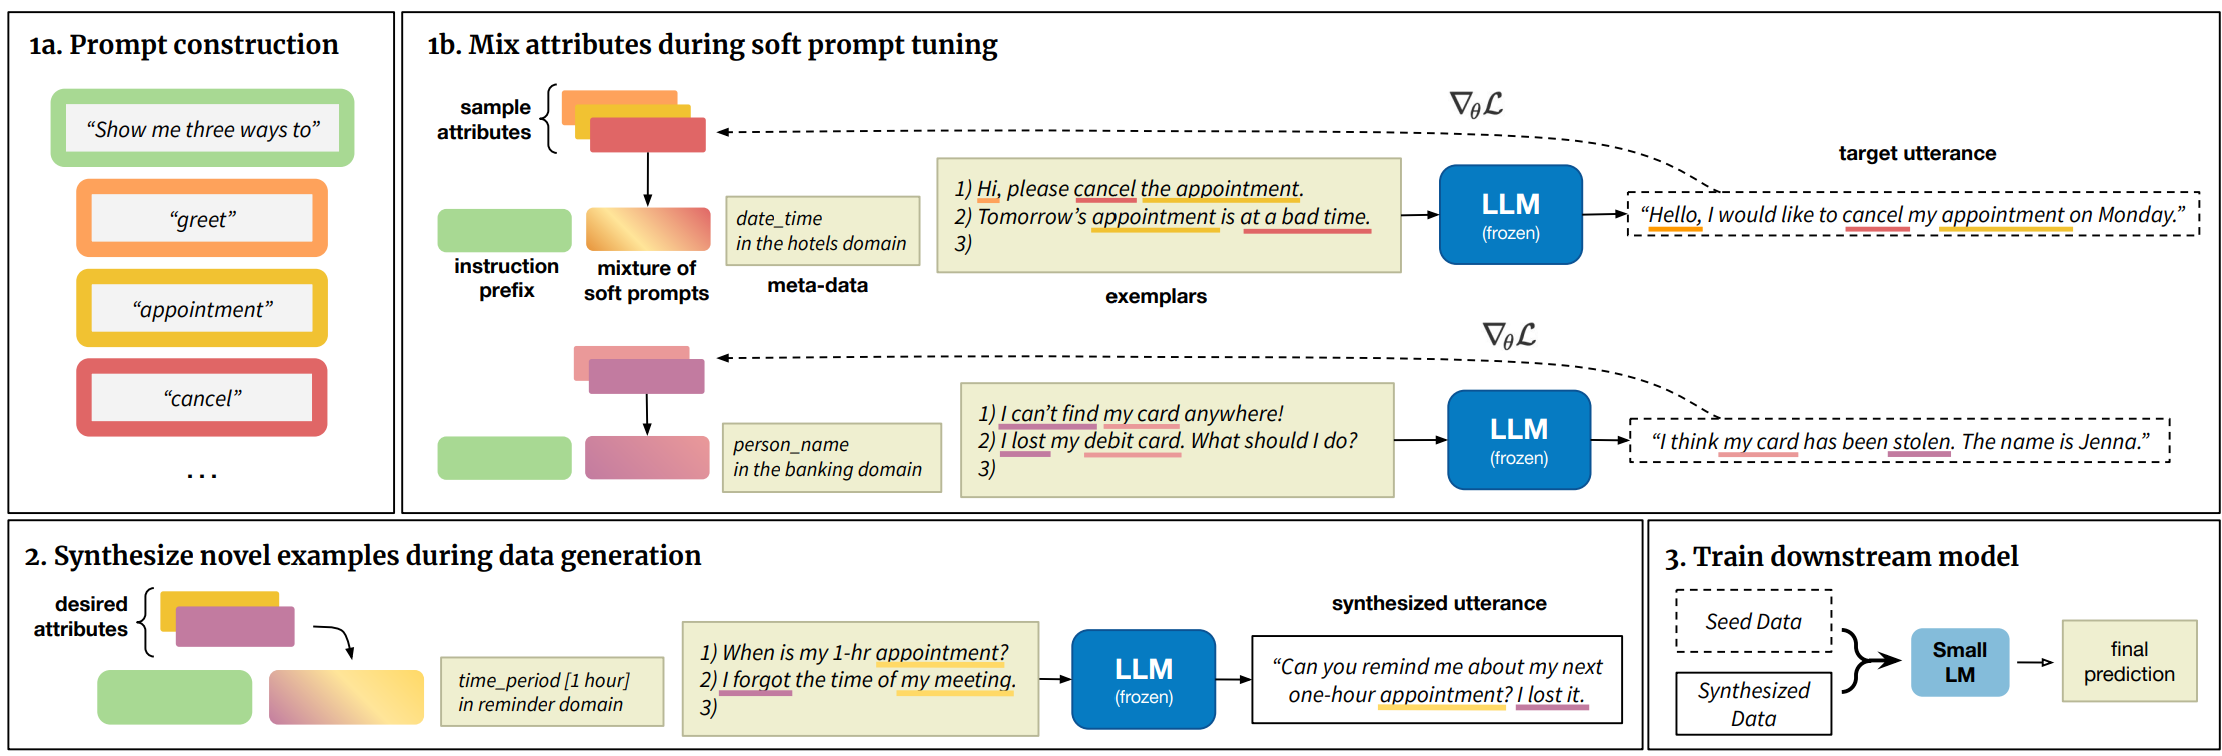 1a. Prompt construction
“Show me three ways to”
“greet”
“appointment”
“cancel”
...
1b. Mix attributes during soft prompt tuning
sample
attributes
∇θℒ
target utterance
instruction
prefix
mixture of
soft prompts
date_time
in the hotels domain
meta-data
1) Hi, please cancel the appointment.
2) Tomorrow’s appointment is at a bad time.
3)
exemplars
LLM
(frozen)
“Hello, I would like to cancel my appointment on Monday.”
∇θℒ
person_name
in the banking domain
1) I can’t find my card anywhere!
2) I lost my debit card. What should I do?
3)
LLM
(frozen)
“I think my card has been stolen. The name is Jenna.”
2. Synthesize novel examples during data generation
desired
attributes
time_period [1 hour]
in reminder domain
1) When is my 1-hr appointment?
2) I forgot the time of my meeting.
3)
LLM
(frozen)
synthesized utterance
“Can you remind me about my next
one-hour appointment? I lost it.
3. Train downstream model
Seed Data
Synthesized
Data
Small
LM
final
prediction